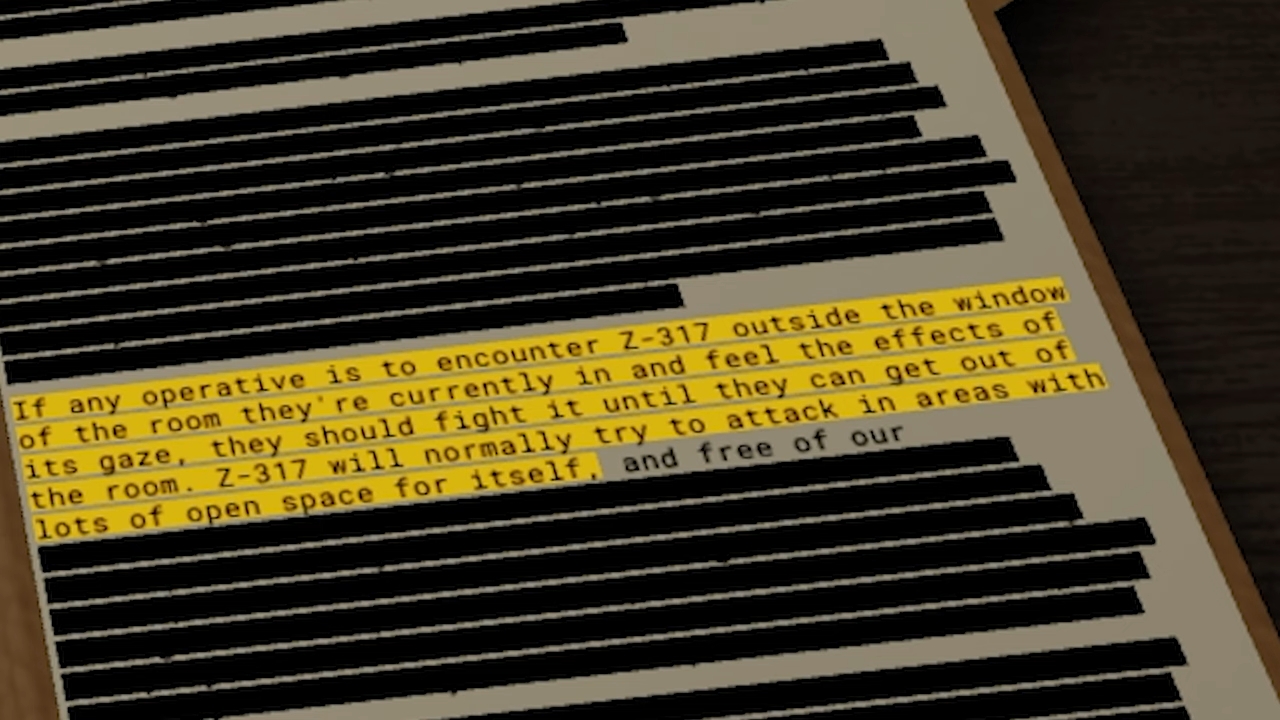 If any operative is to encounter Z-317 outside the window
of the room they're currently in and feel the effects of
its gaze, they should fight it until they can get out of
the room. Z-317 will normally try to attack in areas with
lots of open space for itself, and free of our